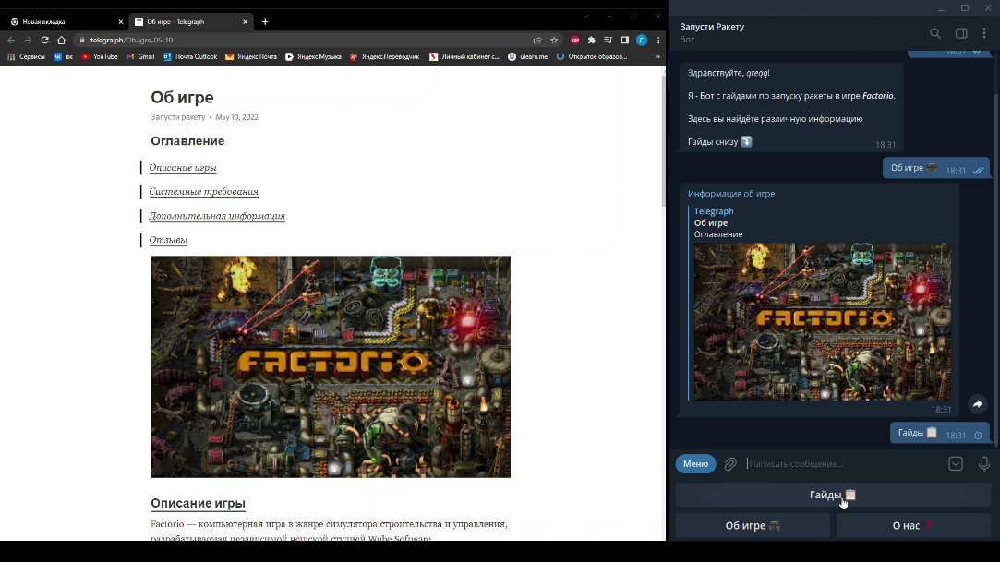 Новая вкладка
Об игре – Telegraph
telegra.ph/Ob-igre-05-10
Сервисы
вк
YouTube
Gmail
Почта Outlook
Яндекс.Почта
Яндекс.Музыка
Яндекс.Переводчик
Личный кабинет с...
ulearn.me
Открытое образов...
Об игре
Запусти ракету • May 10, 2022
Оглавление
Описание игры
Системные требования
Дополнительная информация
Отзывы
FACTORIO
Описание игры
Factorio — компьютерная игра в жанре симулятора строительства и управления,
разрабатываемая независимой чешской студией Wube Software.
Запусти Ракету
бот
18:31
Здравствуйте, qreqq!
Я - Бот с гайдами по запуску ракеты в игре Factorio.
Здесь вы найдёте различную информацию
Гайды снизу
18:31
Об игре
18:31
Информация об игре
Telegraph
Об игре
Оглавление
FACTORIO
18:31
Гайды
18:31
Меню
Написать сообщение...
Гайды
Об игре
О нас